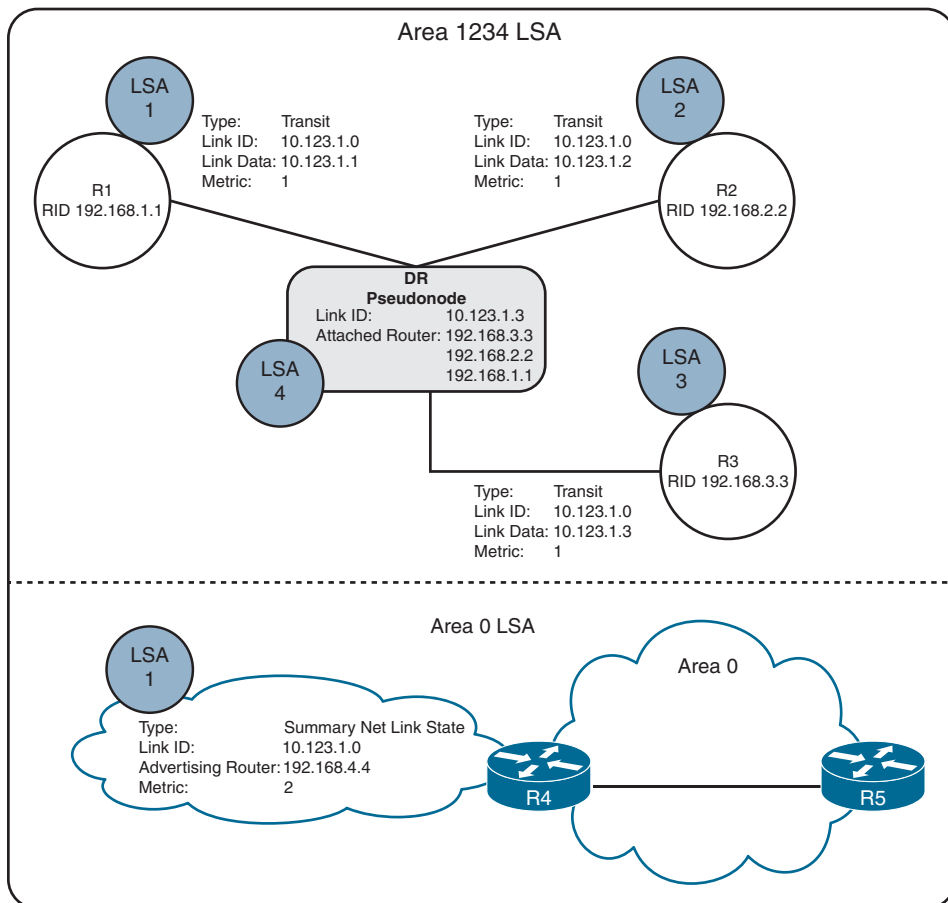 Area 1234 LSA
LSA
1
Type: Transit
Link ID: 10.123.1.0
Link Data: 10.123.1.1
Metric: 1
R1
RID 192.168.1.1
LSA
2
Type: Transit
Link ID: 10.123.1.0
Link Data: 10.123.1.2
Metric: 1
R2
RID 192.168.2.2
DR
Pseudonode
Link ID: 10.123.1.3
Attached Router: 192.168.3.3
192.168.2.2
192.168.1.1
LSA
4
LSA
3
R3
RID 192.168.3.3
Type: Transit
Link ID: 10.123.1.0
Link Data: 10.123.1.3
Metric: 1
Area 0 LSA
LSA
1
Type: Summary Net Link State
Link ID: 10.123.1.0
Advertising Router: 192.168.4.4
Metric: 2
Area 0
R4
R5